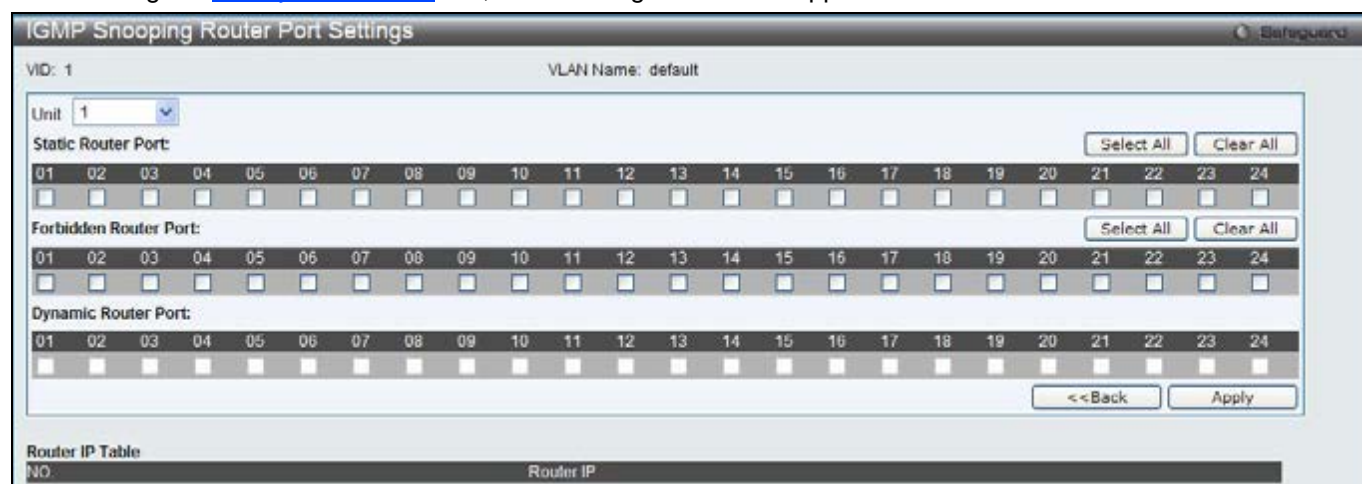 IGMP Snooping Router Port Settings
Safeguard
VID: 1 VLAN Name: default
Unit 1
Static Router Port: Select All Clear All
01 02 03 04 05 06 07 08 09 10 11 12 13 14 15 16 17 18 19 20 21 22 23 24
Forbidden Router Port: Select All Clear All
01 02 03 04 05 06 07 08 09 10 11 12 13 14 15 16 17 18 19 20 21 22 23 24
Dynamic Router Port:
01 02 03 04 05 06 07 08 09 10 11 12 13 14 15 16 17 18 19 20 21 22 23 24
<<Back Apply
Router IP Table
NO. Router IP